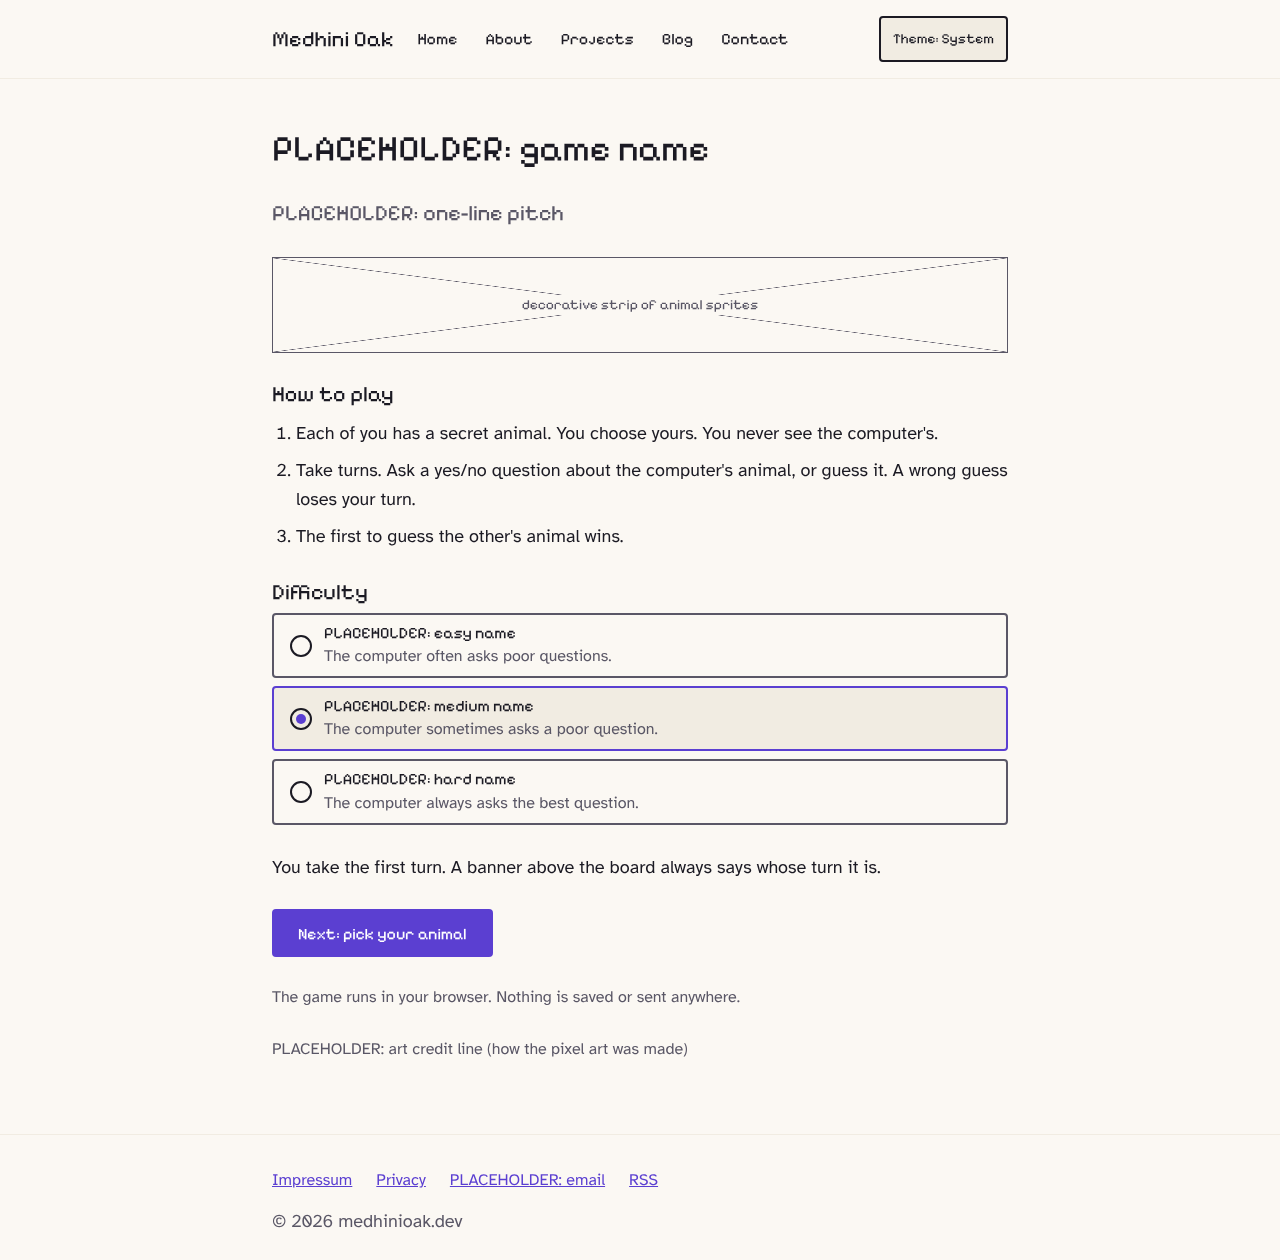 Medhini Oak Home About Projects Blog Contact Theme: System
PLACEHOLDER: game name
PLACEHOLDER: one-line pitch
decorative strip of animal sprites
How to play
1. Each of you has a secret animal. You choose yours. You never see the computer's.
2. Take turns. Ask a yes/no question about the computer's animal, or guess it. A wrong guess
loses your turn.
3. The first to guess the other's animal wins.
Difficulty
PLACEHOLDER: easy name
The computer often asks poor questions.
PLACEHOLDER: medium name
The computer sometimes asks a poor question.
PLACEHOLDER: hard name
The computer always asks the best question.
You take the first turn. A banner above the board always says whose turn it is.
Next: pick your animal
The game runs in your browser. Nothing is saved or sent anywhere.
PLACEHOLDER: art credit line (how the pixel art was made)
Impressum Privacy PLACEHOLDER: email RSS
© 2026 medhinioak.dev